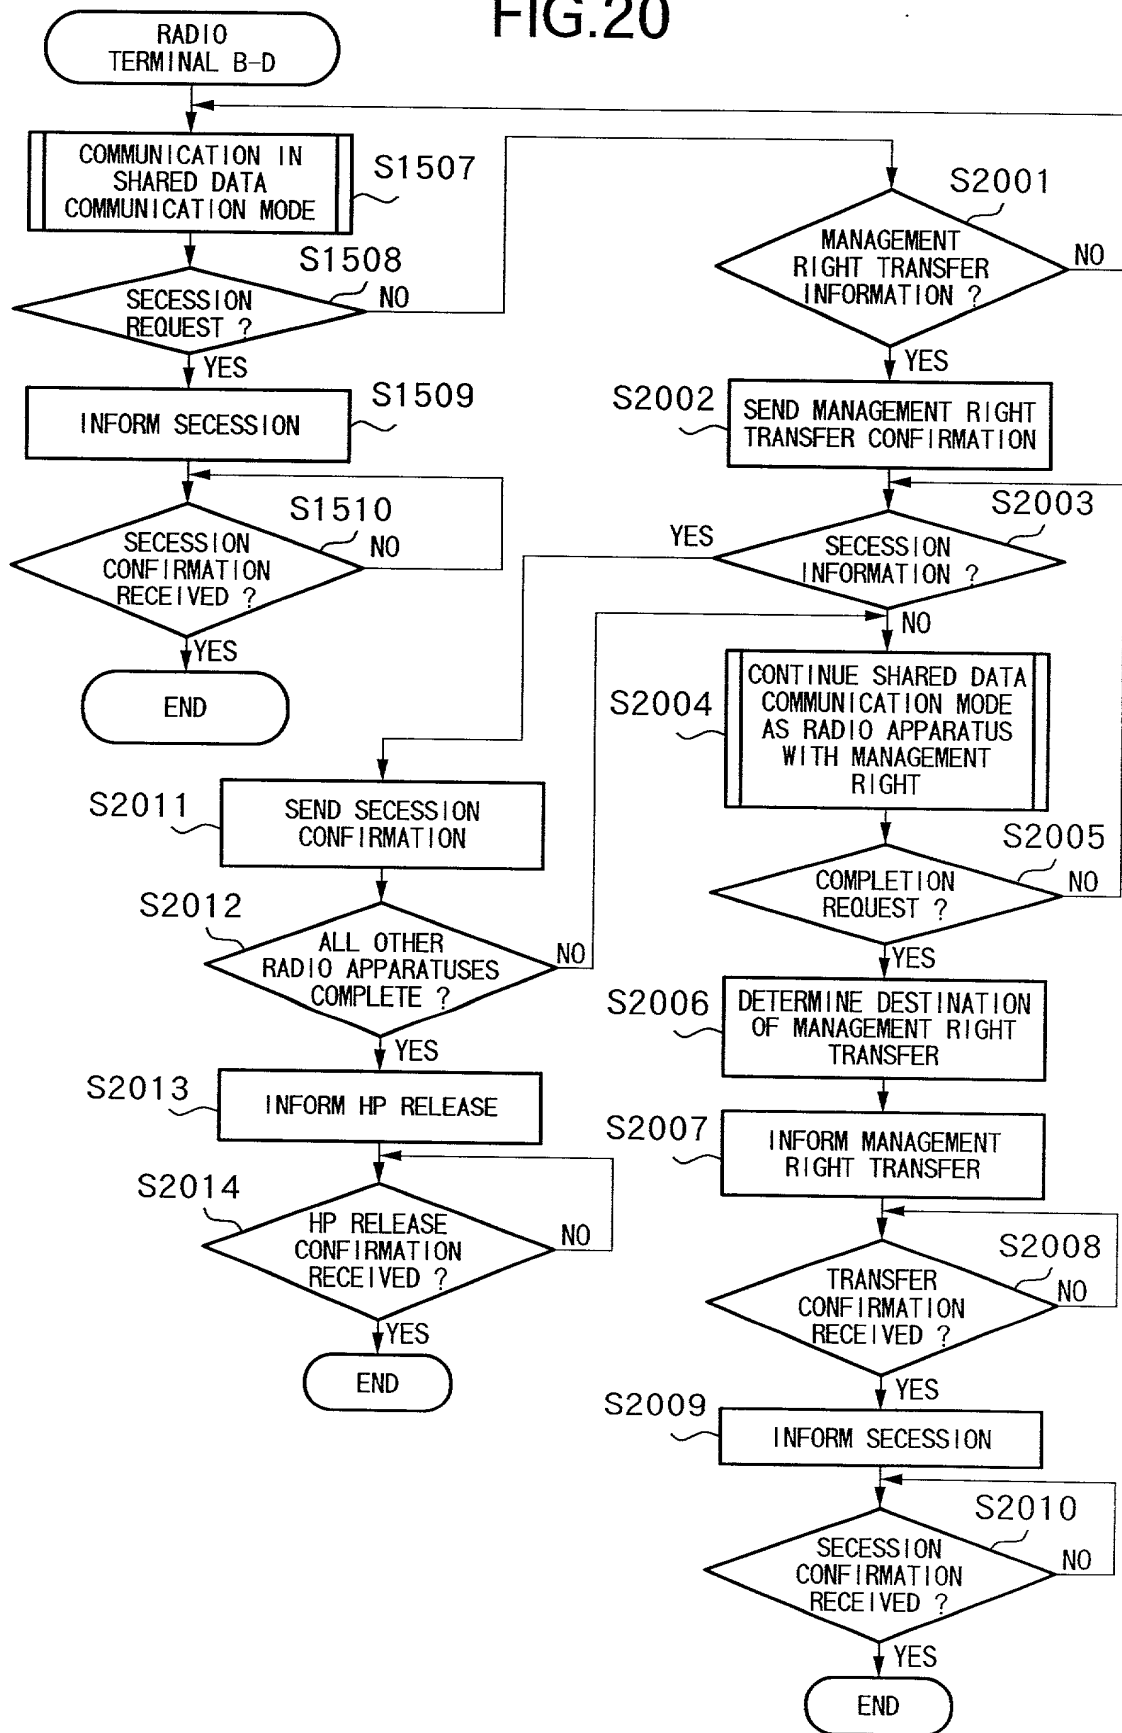 FIG.20
RADIO
TERMINAL B-D
COMMUNICATION IN
SHARED DATA
COMMUNICATION MODE
S1507
S1508
SECESSION
REQUEST ?
NO
YES
INFORM SECESSION
S1509
S1510
SECESSION
CONFIRMATION
RECEIVED ?
NO
YES
END
S2001
MANAGEMENT
RIGHT TRANSFER
INFORMATION ?
NO
YES
S2002
SEND MANAGEMENT RIGHT
TRANSFER CONFIRMATION
S2003
SECESSION
INFORMATION ?
YES
NO
S2004
CONTINUE SHARED DATA
COMMUNICATION MODE
AS RADIO APPARATUS
WITH MANAGEMENT
RIGHT
S2005
COMPLETION
REQUEST ?
NO
YES
S2006
DETERMINE DESTINATION
OF MANAGEMENT RIGHT
TRANSFER
S2007
INFORM MANAGEMENT
RIGHT TRANSFER
S2008
TRANSFER
CONFIRMATION
RECEIVED ?
NO
YES
S2009
INFORM SECESSION
S2010
SECESSION
CONFIRMATION
RECEIVED ?
NO
YES
END
S2011
SEND SECESSION
CONFIRMATION
S2012
ALL OTHER
RADIO APPARATUSES
COMPLETE ?
NO
YES
S2013
INFORM HP RELEASE
S2014
HP RELEASE
CONFIRMATION
RECEIVED ?
NO
YES
END